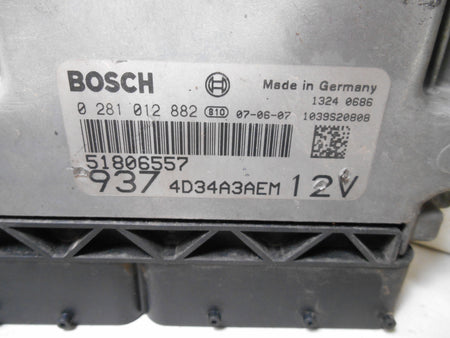 BOSCH
Made in Germany
1324 0686
0 281 012 882 810 07-06-07 1039S20808
51806557
937 4D34A3AEM 12V